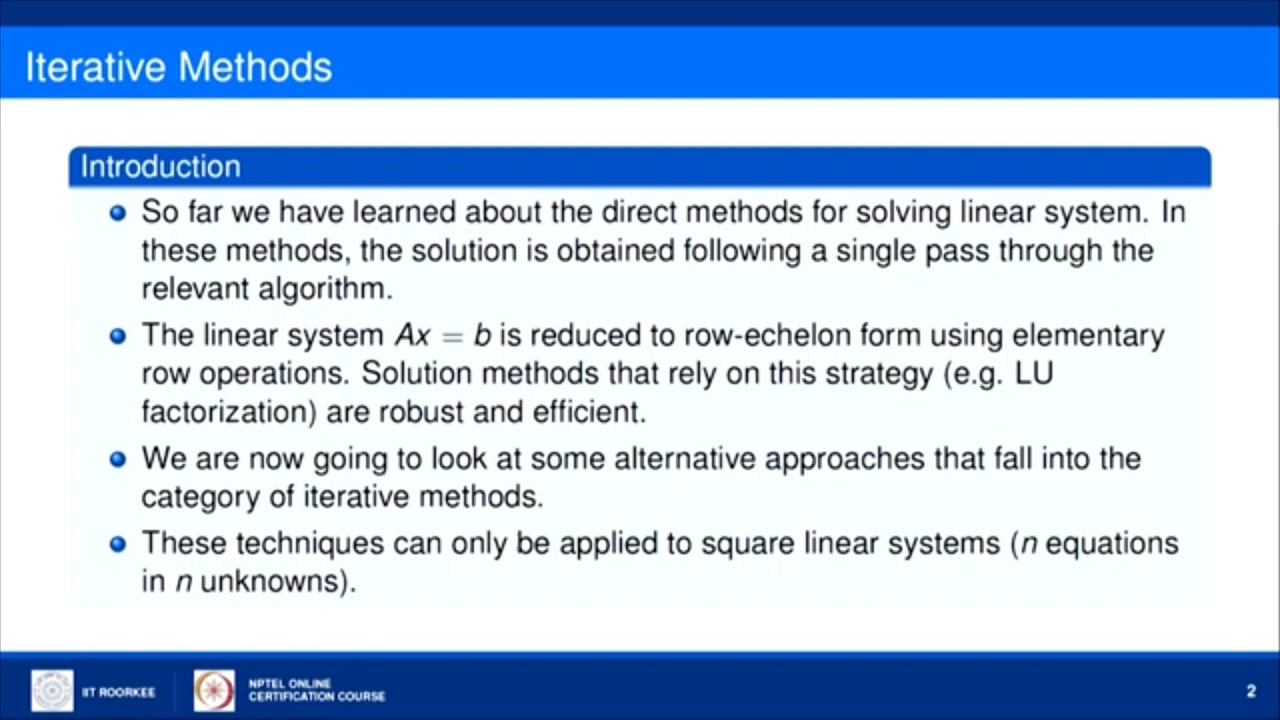 Iterative Methods
Introduction
So far we have learned about the direct methods for solving linear system. In
these methods, the solution is obtained following a single pass through the
relevant algorithm.
The linear system Ax = b is reduced to row-echelon form using elementary
row operations. Solution methods that rely on this strategy (e.g. LU
factorization) are robust and efficient.
We are now going to look at some alternative approaches that fall into the
category of iterative methods.
These techniques can only be applied to square linear systems (n equations
in n unknowns).
IIT ROORKEE
NPTEL ONLINE
CERTIFICATION COURSE
2